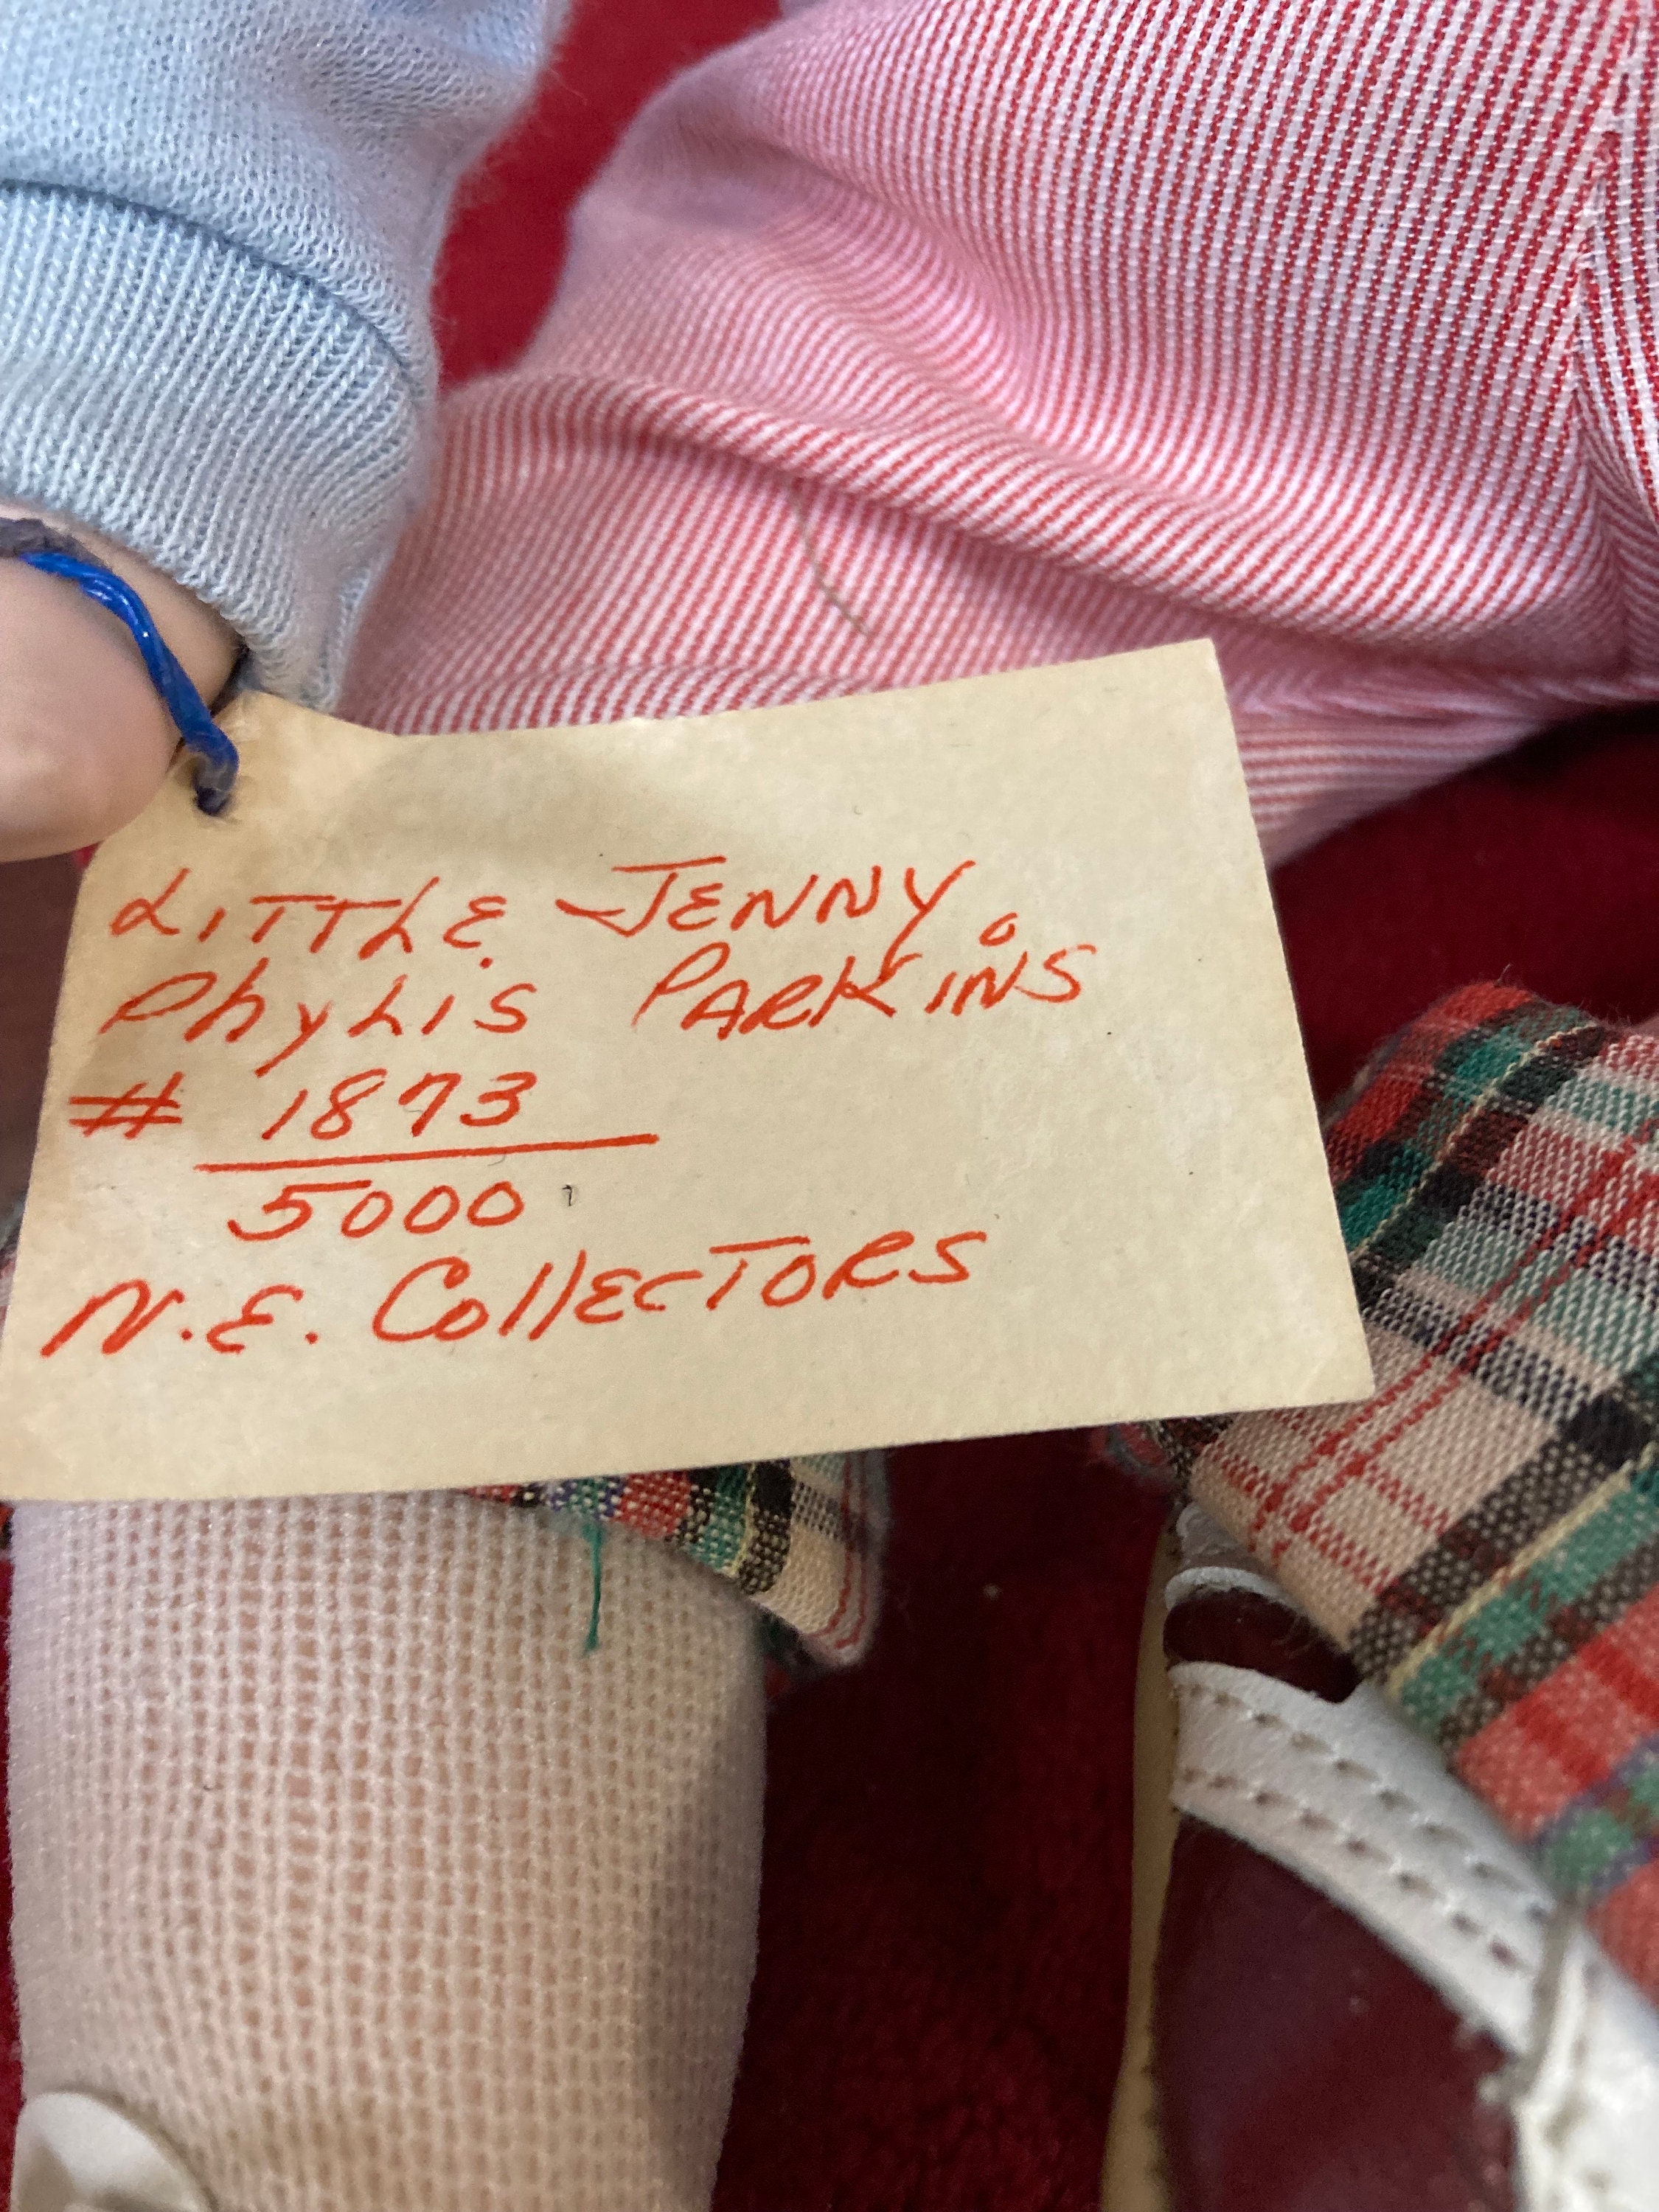 LITTLE JENNY
PhyLIS PARKiNS
# 1873
5000
N.E. CollECTORS